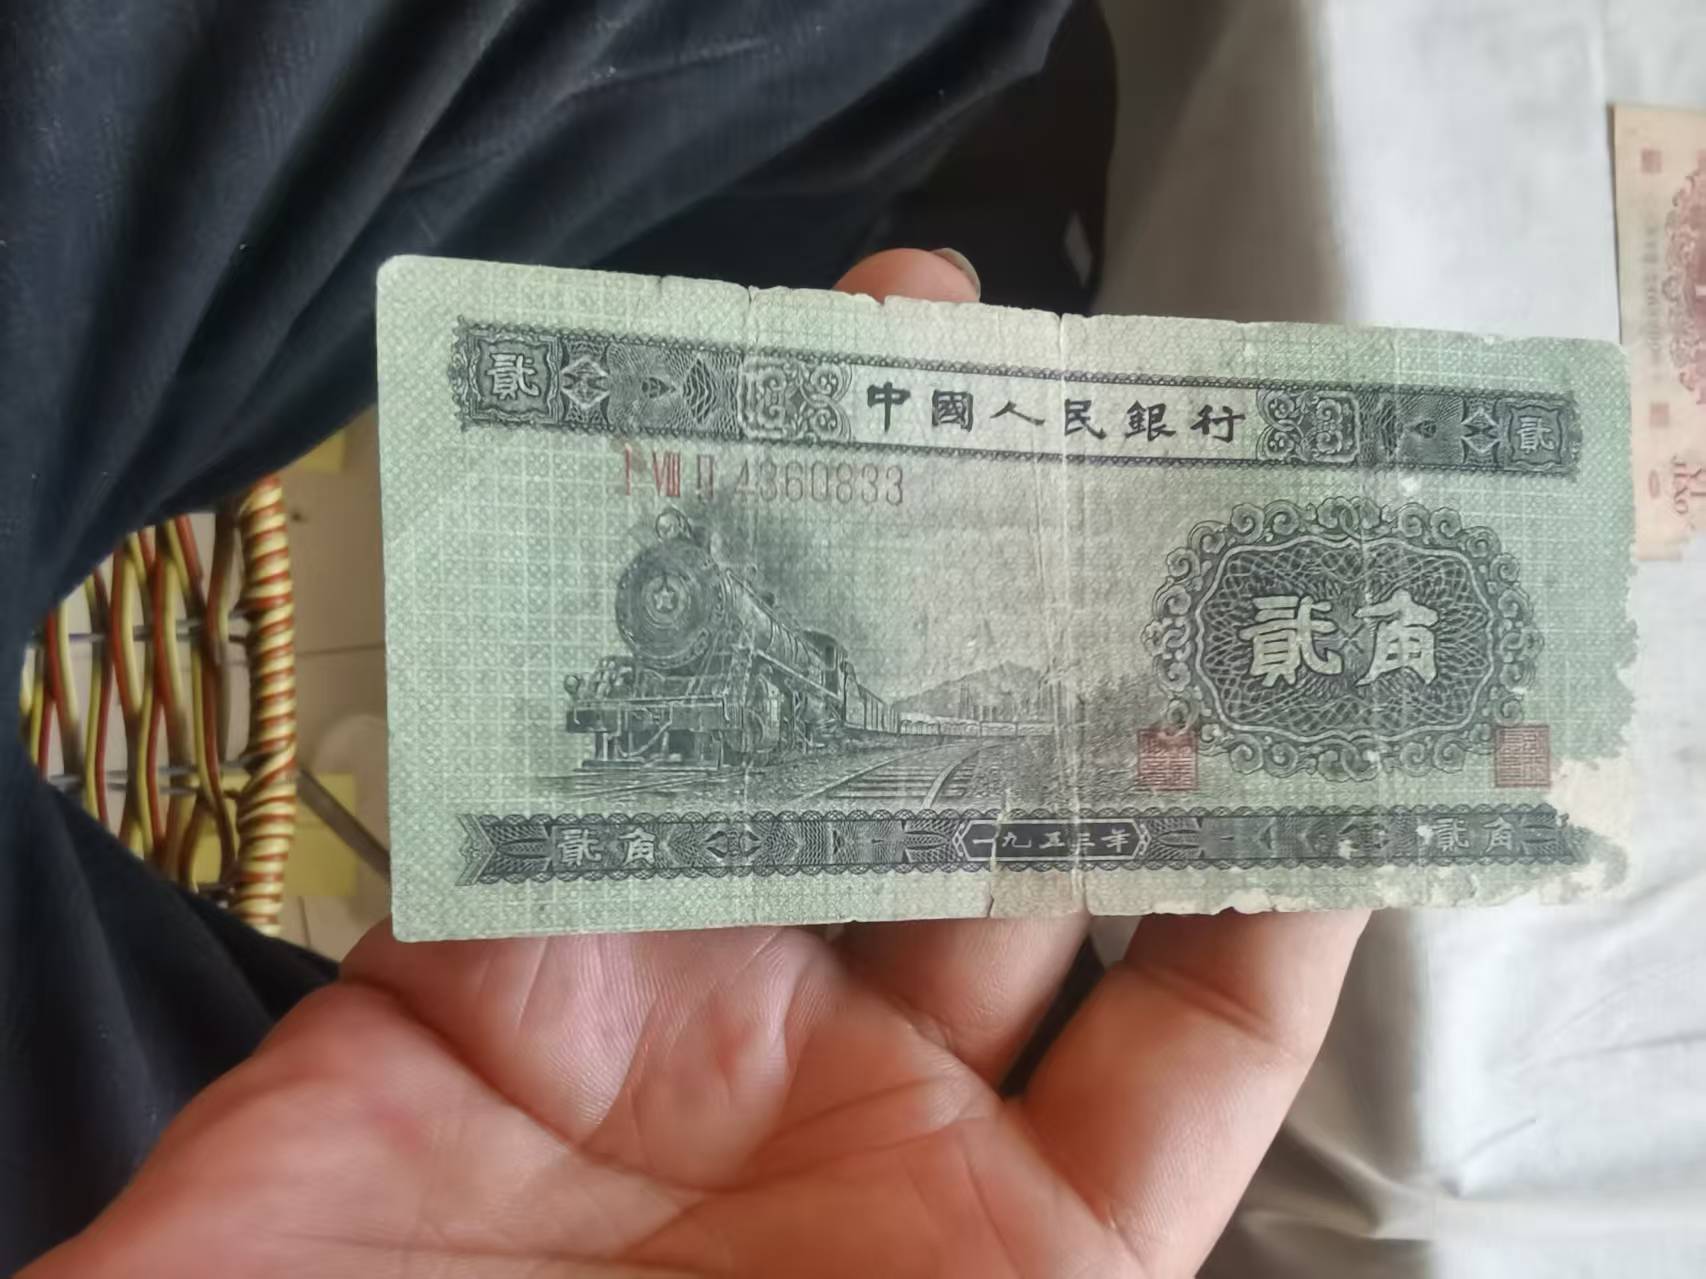 貳 中國人民銀行 貳
I VIII II 4360833
貳角
貳角 一九五三年 貳角
JIAO